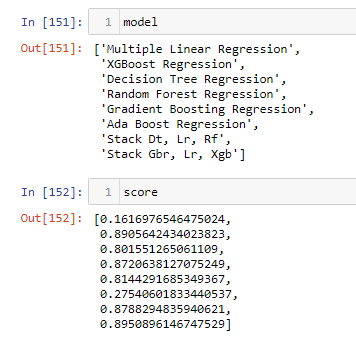 In [151]: 1 model
Out[151]: ['Multiple Linear Regression',
'XGBoost Regression',
'Decision Tree Regression',
'Random Forest Regression',
'Gradient Boosting Regression',
'Ada Boost Regression',
'Stack Dt, Lr, Rf',
'Stack Gbr, Lr, Xgb']
In [152]: 1 score
Out[152]: [0.1616976546475024,
0.8905642434023823,
0.801551265061109,
0.8720638127075249,
0.8144291685349367,
0.27540601833440537,
0.8788294835940621,
0.8950896146747529]